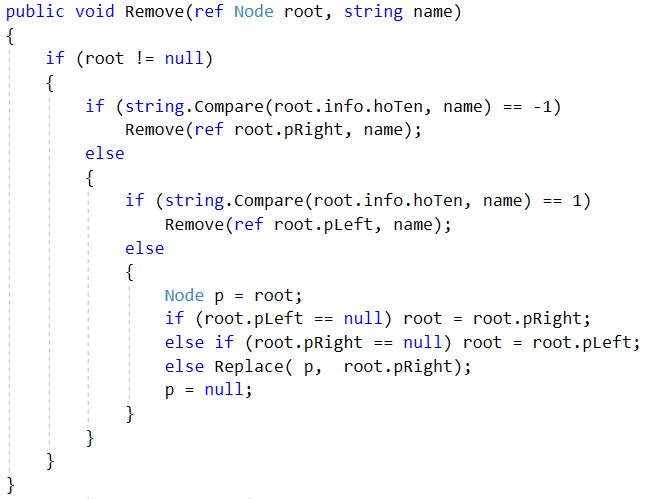 public void Remove(ref Node root, string name)
{
    if (root != null)
    {
        if (string.Compare(root.info.hoTen, name) == -1)
            Remove(ref root.pRight, name);
        else
        {
            if (string.Compare(root.info.hoTen, name) == 1)
                Remove(ref root.pLeft, name);
            else
            {
                Node p = root;
                if (root.pLeft == null) root = root.pRight;
                else if (root.pRight == null) root = root.pLeft;
                else Replace( p,  root.pRight);
                p = null;
            }
        }
    }
}